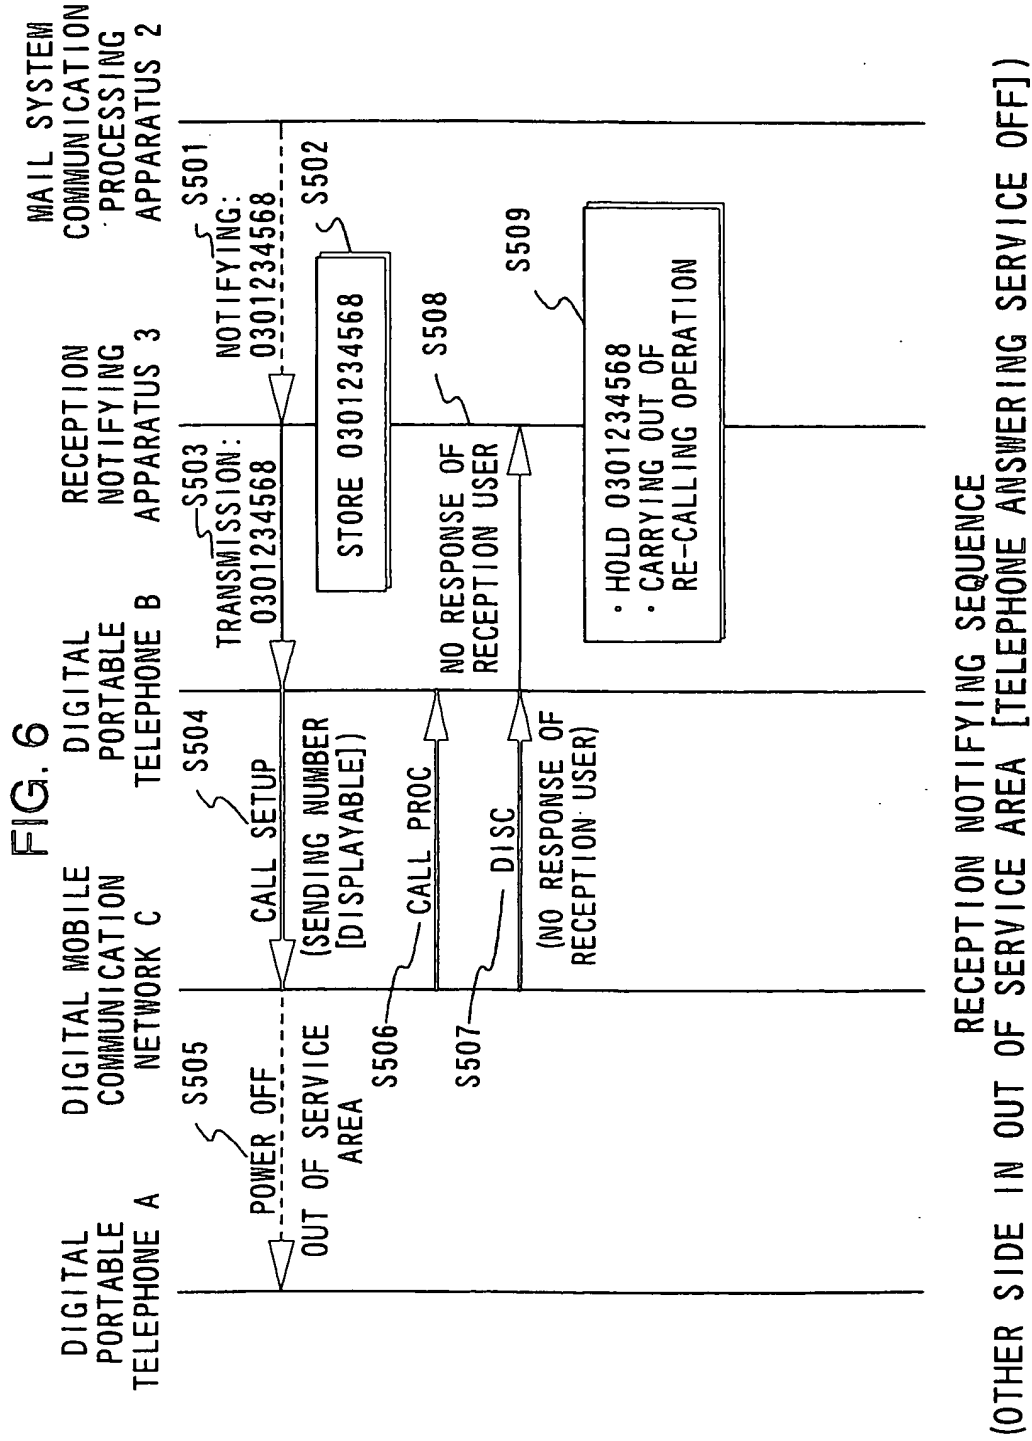 FIG. 6
DIGITAL
PORTABLE
TELEPHONE A
DIGITAL MOBILE
COMMUNICATION
NETWORK C
DIGITAL
PORTABLE
TELEPHONE B
RECEPTION
NOTIFYING
APPARATUS 3
MAIL SYSTEM
COMMUNICATION
PROCESSING
APPARATUS 2
S501
NOTIFYING:
0301234568
S502
STORE 0301234568
S503
TRANSMISSION:
0301234568
S504
CALL SETUP
(SENDING NUMBER
[DISPLAYABLE])
S505
POWER OFF
OUT OF SERVICE
AREA
S506
CALL PROC
S507
DISC
(NO RESPONSE OF
RECEPTION USER)
NO RESPONSE OF
RECEPTION USER
S508
S509
· HOLD 0301234568
· CARRYING OUT OF
RE-CALLING OPERATION
RECEPTION NOTIFYING SEQUENCE
(OTHER SIDE IN OUT OF SERVICE AREA [TELEPHONE ANSWERING SERVICE OFF])